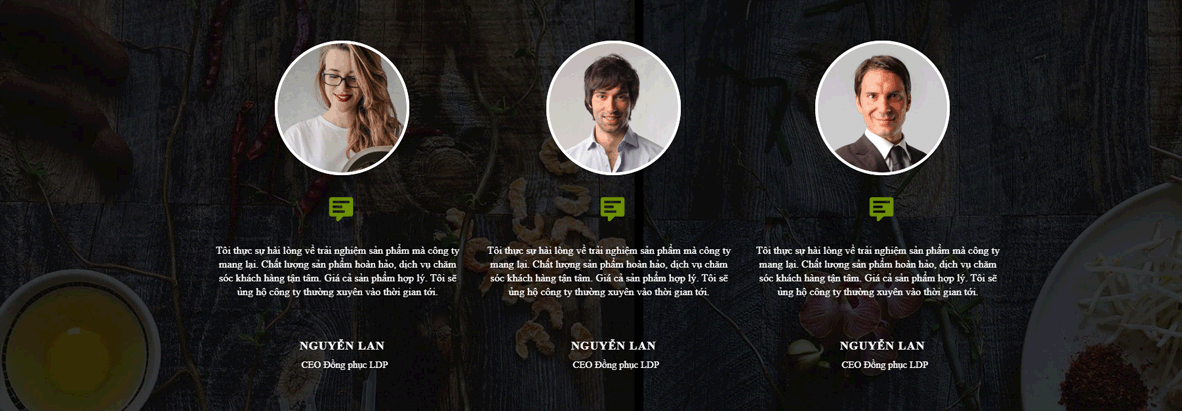 Tôi thực sự hài lòng về trải nghiệm sản phẩm mà công ty
mang lại. Chất lượng sản phẩm hoàn hảo, dịch vụ chăm
sóc khách hàng tận tâm. Giá cả sản phẩm hợp lý. Tôi sẽ
ủng hộ công ty thường xuyên vào thời gian tới.
NGUYỄN LAN
CEO Đồng phục LDP
Tôi thực sự hài lòng về trải nghiệm sản phẩm mà công ty
mang lại. Chất lượng sản phẩm hoàn hảo, dịch vụ chăm
sóc khách hàng tận tâm. Giá cả sản phẩm hợp lý. Tôi sẽ
ủng hộ công ty thường xuyên vào thời gian tới.
NGUYỄN LAN
CEO Đồng phục LDP
Tôi thực sự hài lòng về trải nghiệm sản phẩm mà công ty
mang lại. Chất lượng sản phẩm hoàn hảo, dịch vụ chăm
sóc khách hàng tận tâm. Giá cả sản phẩm hợp lý. Tôi sẽ
ủng hộ công ty thường xuyên vào thời gian tới.
NGUYỄN LAN
CEO Đồng phục LDP